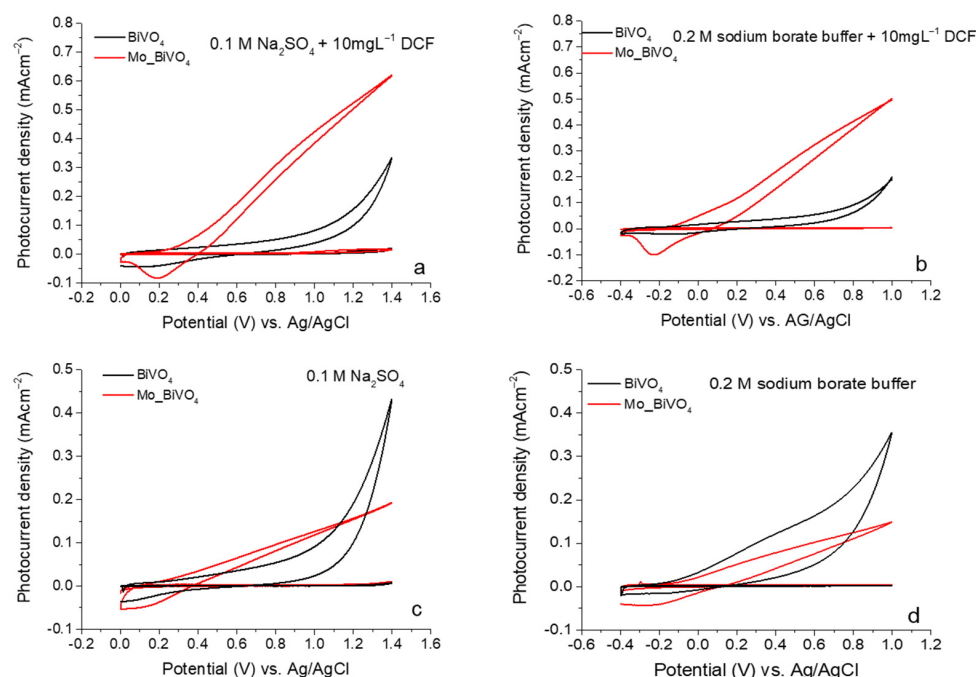 0.8
0.7
0.6
0.5
0.4
0.3
0.2
0.1
0.0
-0.1
Photocurrent density (mAcm⁻²)
BiVO₄
Mo_BiVO₄
0.1 M Na₂SO₄ + 10mgL⁻¹ DCF
a
-0.2 0.0 0.2 0.4 0.6 0.8 1.0 1.2 1.4 1.6
Potential (V) vs. Ag/AgCl
0.8
0.7
0.6
0.5
0.4
0.3
0.2
0.1
0.0
-0.1
-0.2
Photocurrent density (mAcm⁻²)
BiVO₄
Mo_BiVO₄
0.2 M sodium borate buffer + 10mgL⁻¹ DCF
b
-0.6 -0.4 -0.2 0.0 0.2 0.4 0.6 0.8 1.0 1.2
Potential (V) vs. AG/AgCl
0.5
0.4
0.3
0.2
0.1
0.0
-0.1
Photocurrent density (mAcm⁻²)
BiVO₄
Mo_BiVO₄
0.1 M Na₂SO₄
c
-0.2 0.0 0.2 0.4 0.6 0.8 1.0 1.2 1.4 1.6
Potential (V) vs. Ag/AgCl
0.5
0.4
0.3
0.2
0.1
0.0
-0.1
Photocurrent density (mAcm⁻²)
BiVO₄
Mo_BiVO₄
0.2 M sodium borate buffer
d
-0.6 -0.4 -0.2 0.0 0.2 0.4 0.6 0.8 1.0 1.2
Potential (V) vs. Ag/AgCl